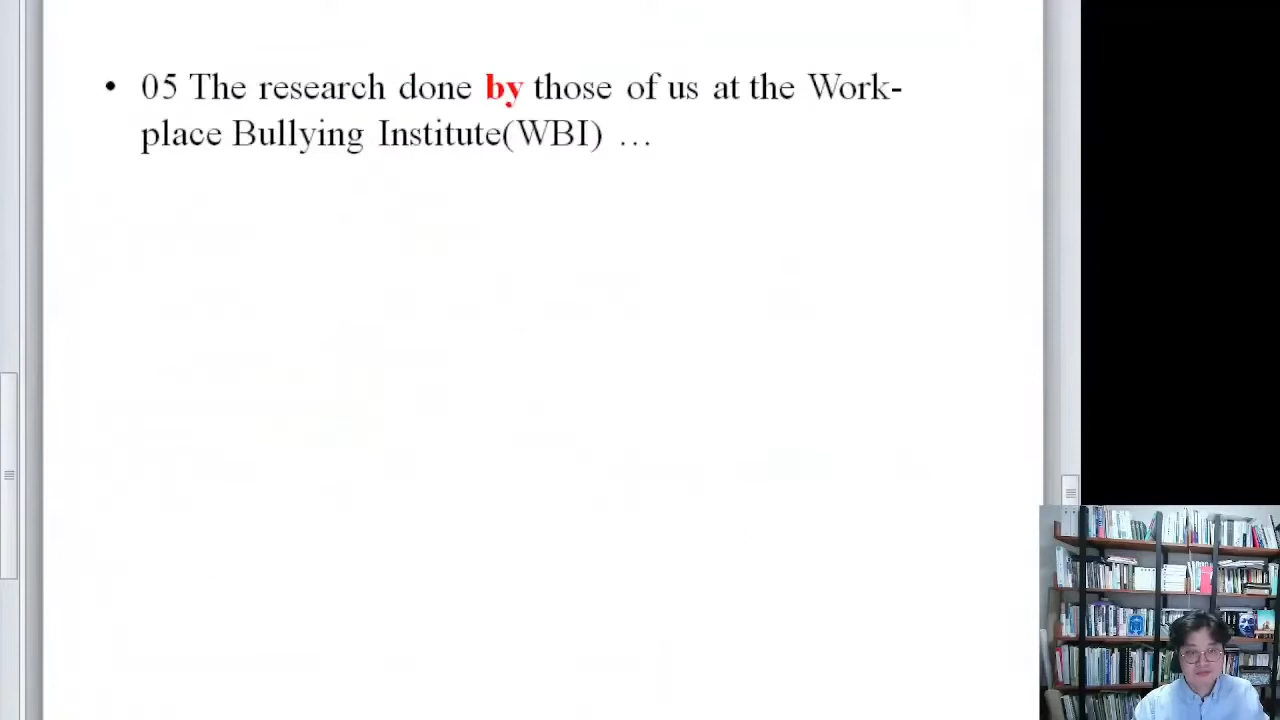 • 05 The research done by those of us at the Work-
place Bullying Institute(WBI) …